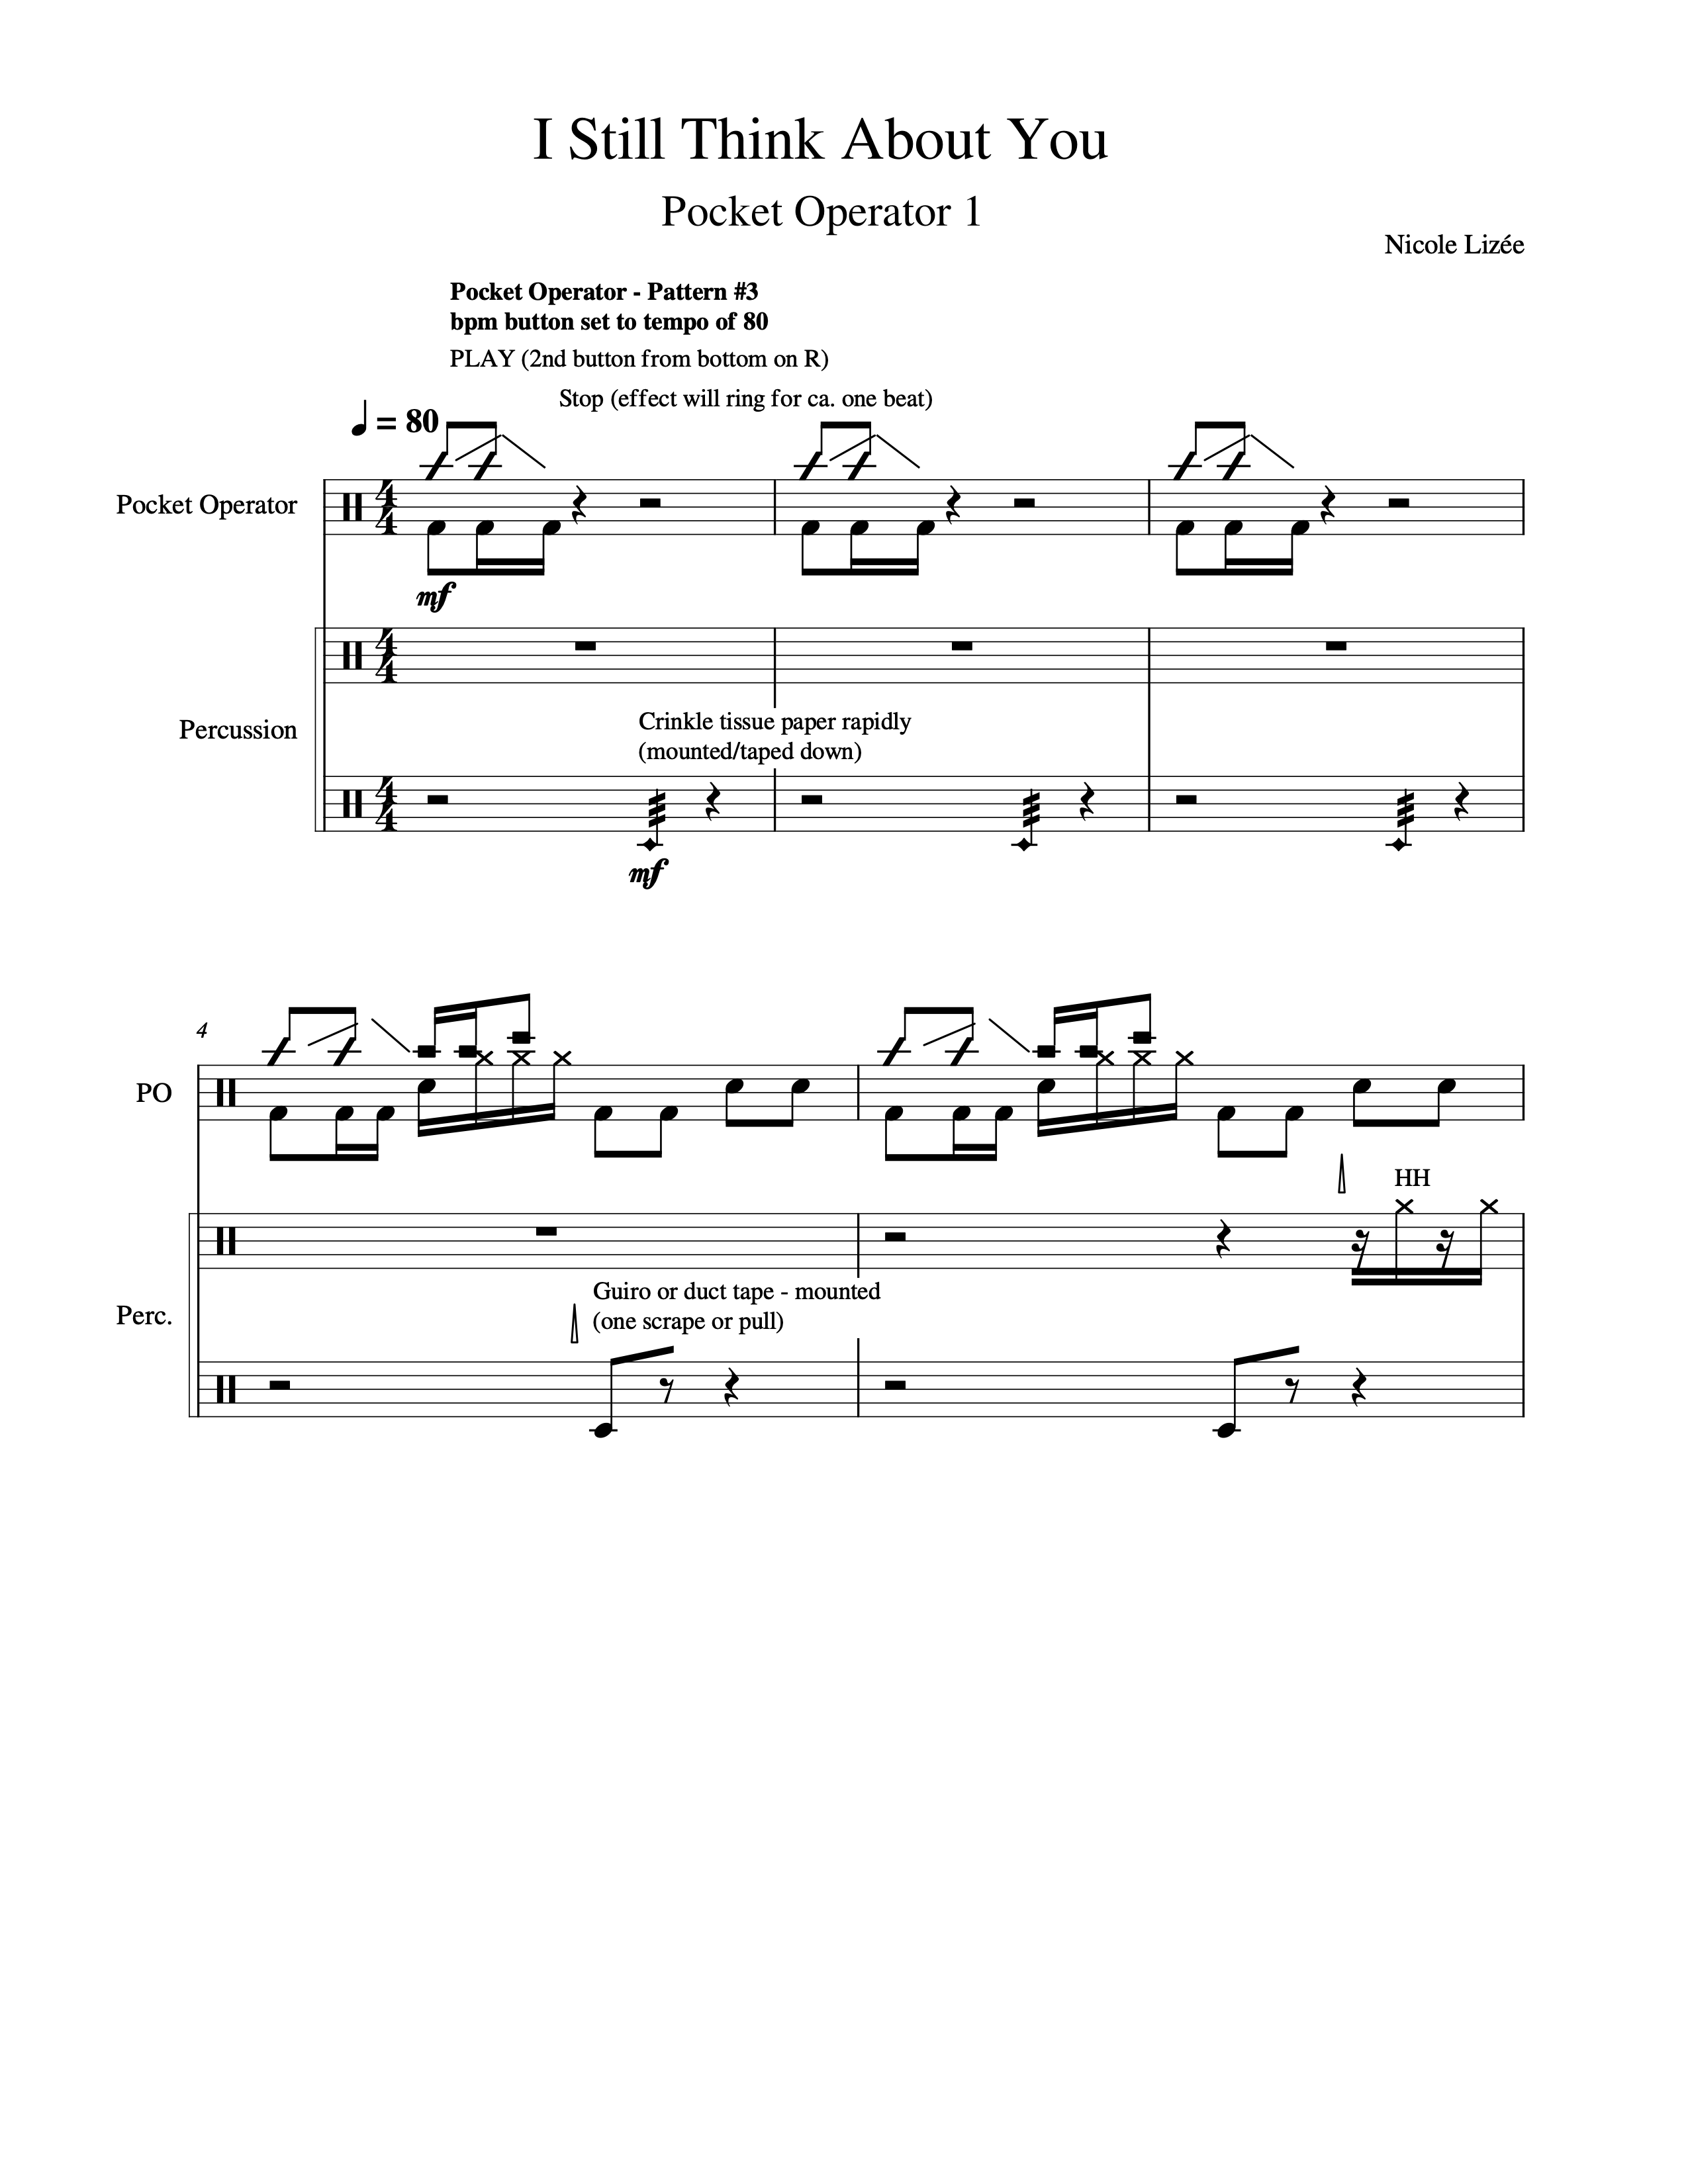 I Still Think About You
Pocket Operator 1
Nicole Lizée
Pocket Operator - Pattern #3
bpm button set to tempo of 80
PLAY (2nd button from bottom on R)
Stop (effect will ring for ca. one beat)
= 80
Pocket Operator
4
4
4
4
4
4
mf
Percussion
Crinkle tissue paper rapidly
(mounted/taped down)
mf
4
PO
HH
Perc.
Guiro or duct tape - mounted
(one scrape or pull)